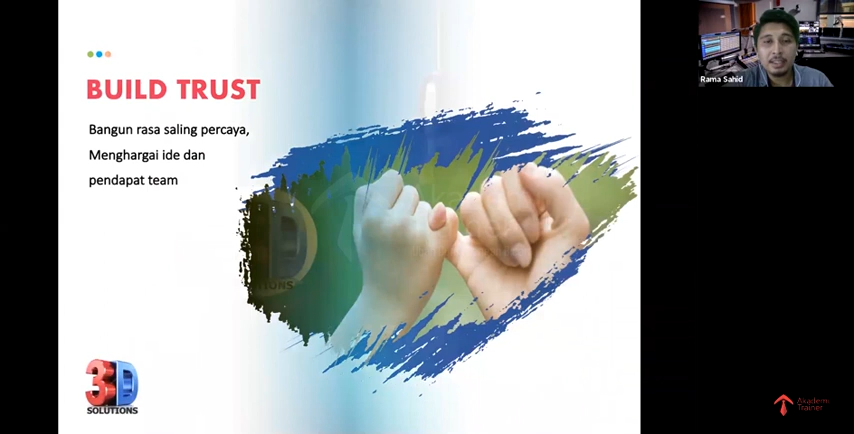 BUILD TRUST
Bangun rasa saling percaya,
Menghargai ide dan
pendapat team
3D
SOLUTIONS
Rama Sahid
Akademi
Trainer